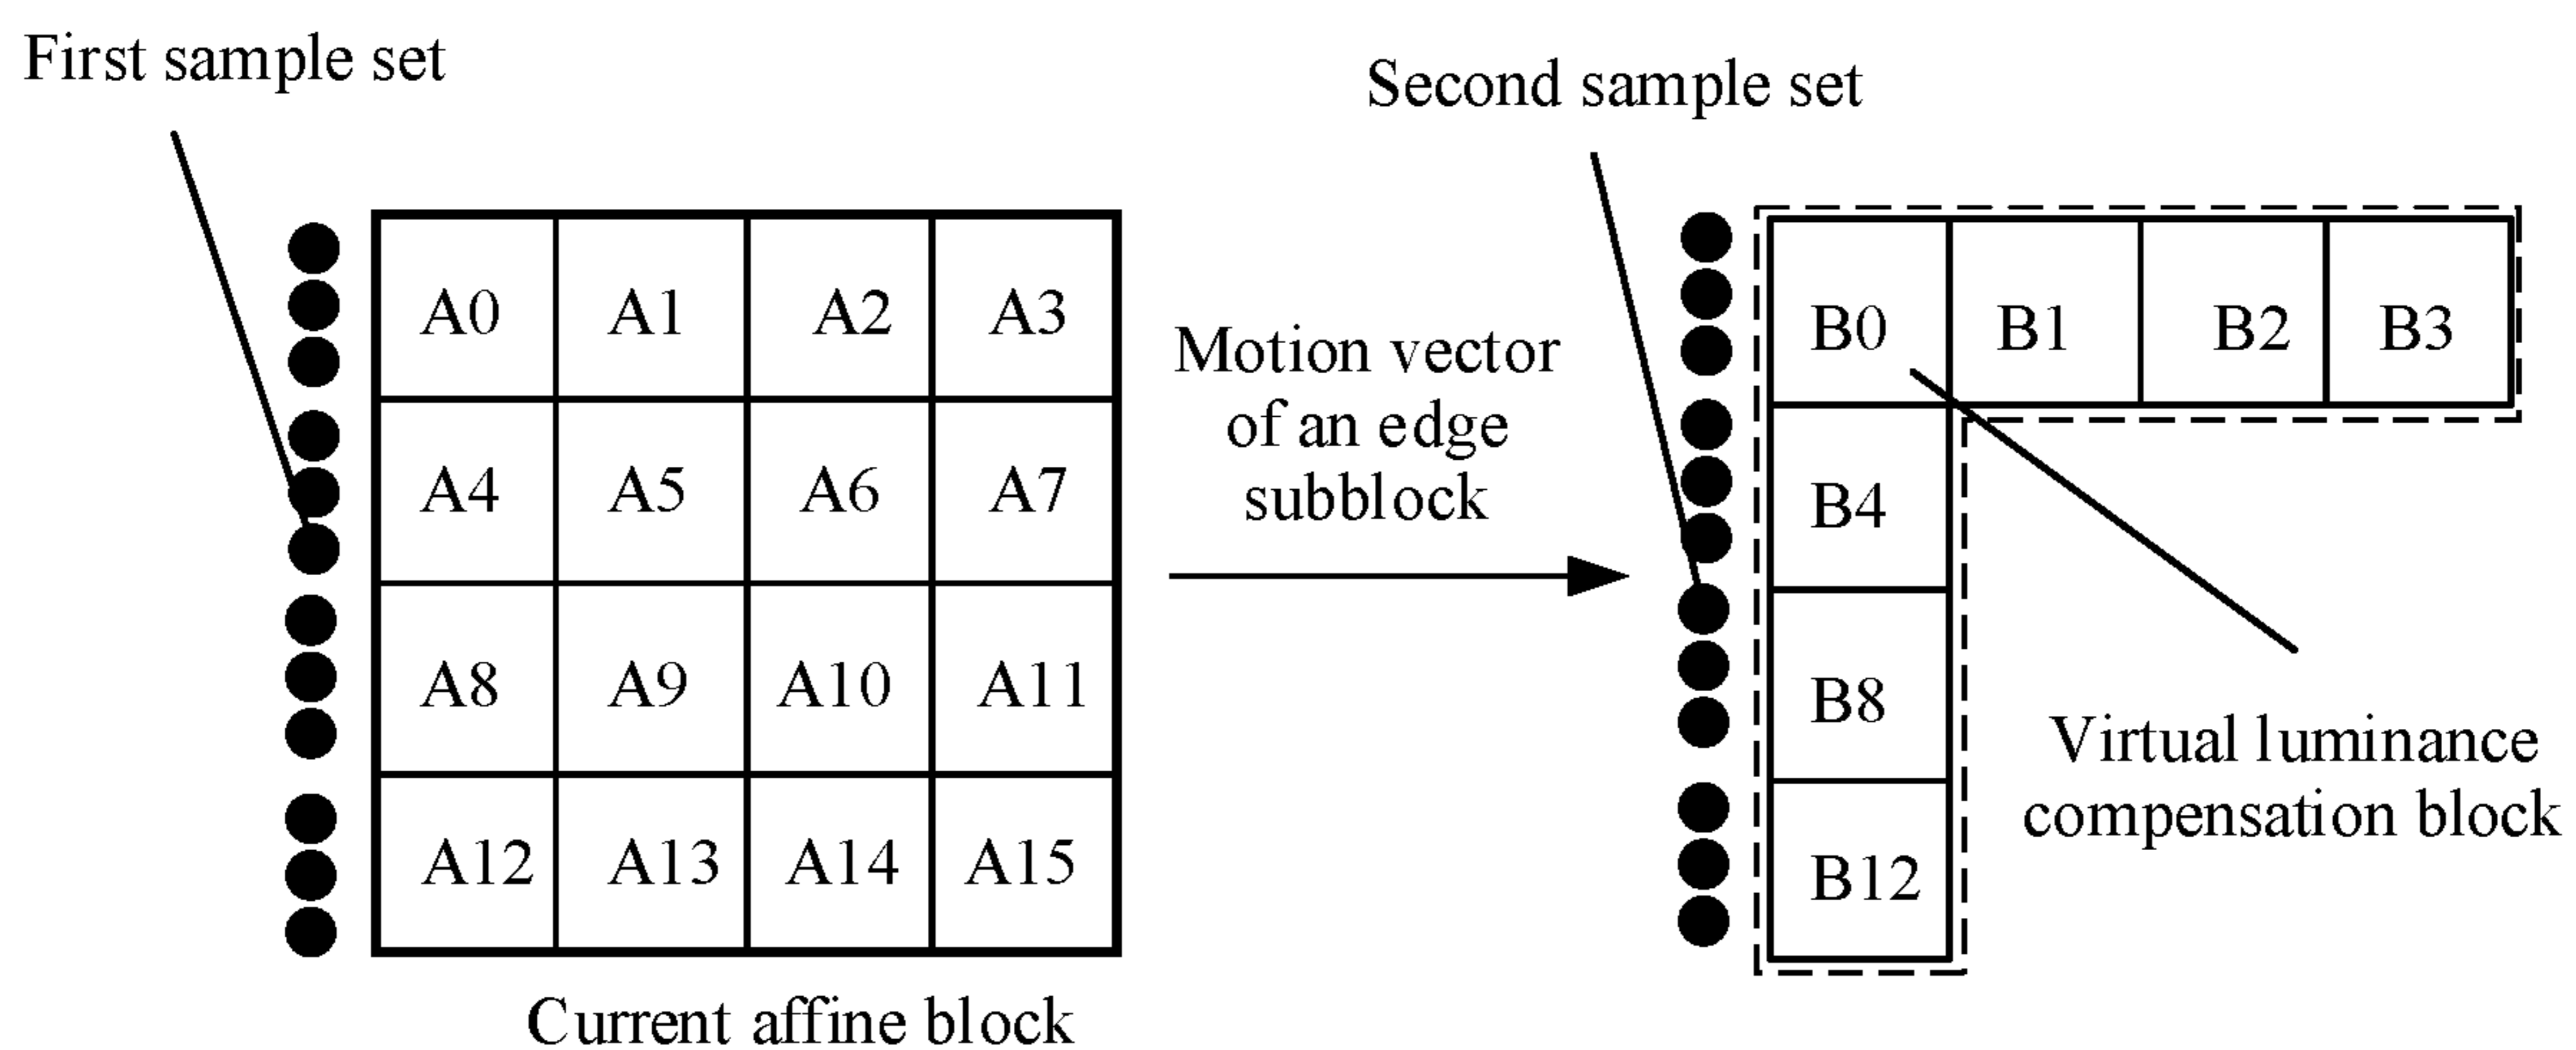 First sample set
Second sample set
A0 A1 A2 A3
A4 A5 A6 A7
A8 A9 A10 A11
A12 A13 A14 A15
Current affine block
Motion vector
of an edge
subblock
B0 B1 B2 B3
B4
B8
B12
Virtual luminance
compensation block